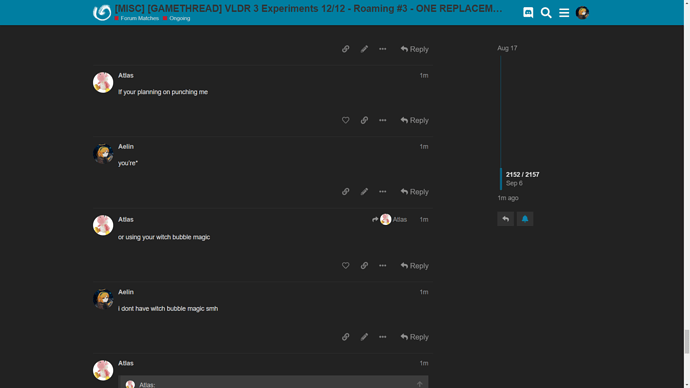 [MISC] [GAMETHREAD] VLDR 3 Experiments 12/12 - Roaming #3 - ONE REPLACEM...
Forum Matches Ongoing
Reply
Aug 17
Atlas 1m
If your planning on punching me
Reply
Aelin 1m
you're*
2152 / 2157
Sep 6
Reply
1m ago
Atlas Atlas 1m
or using your witch bubble magic
Reply
Aelin 1m
i dont have witch bubble magic smh
Reply
Atlas 1m
Atlas: